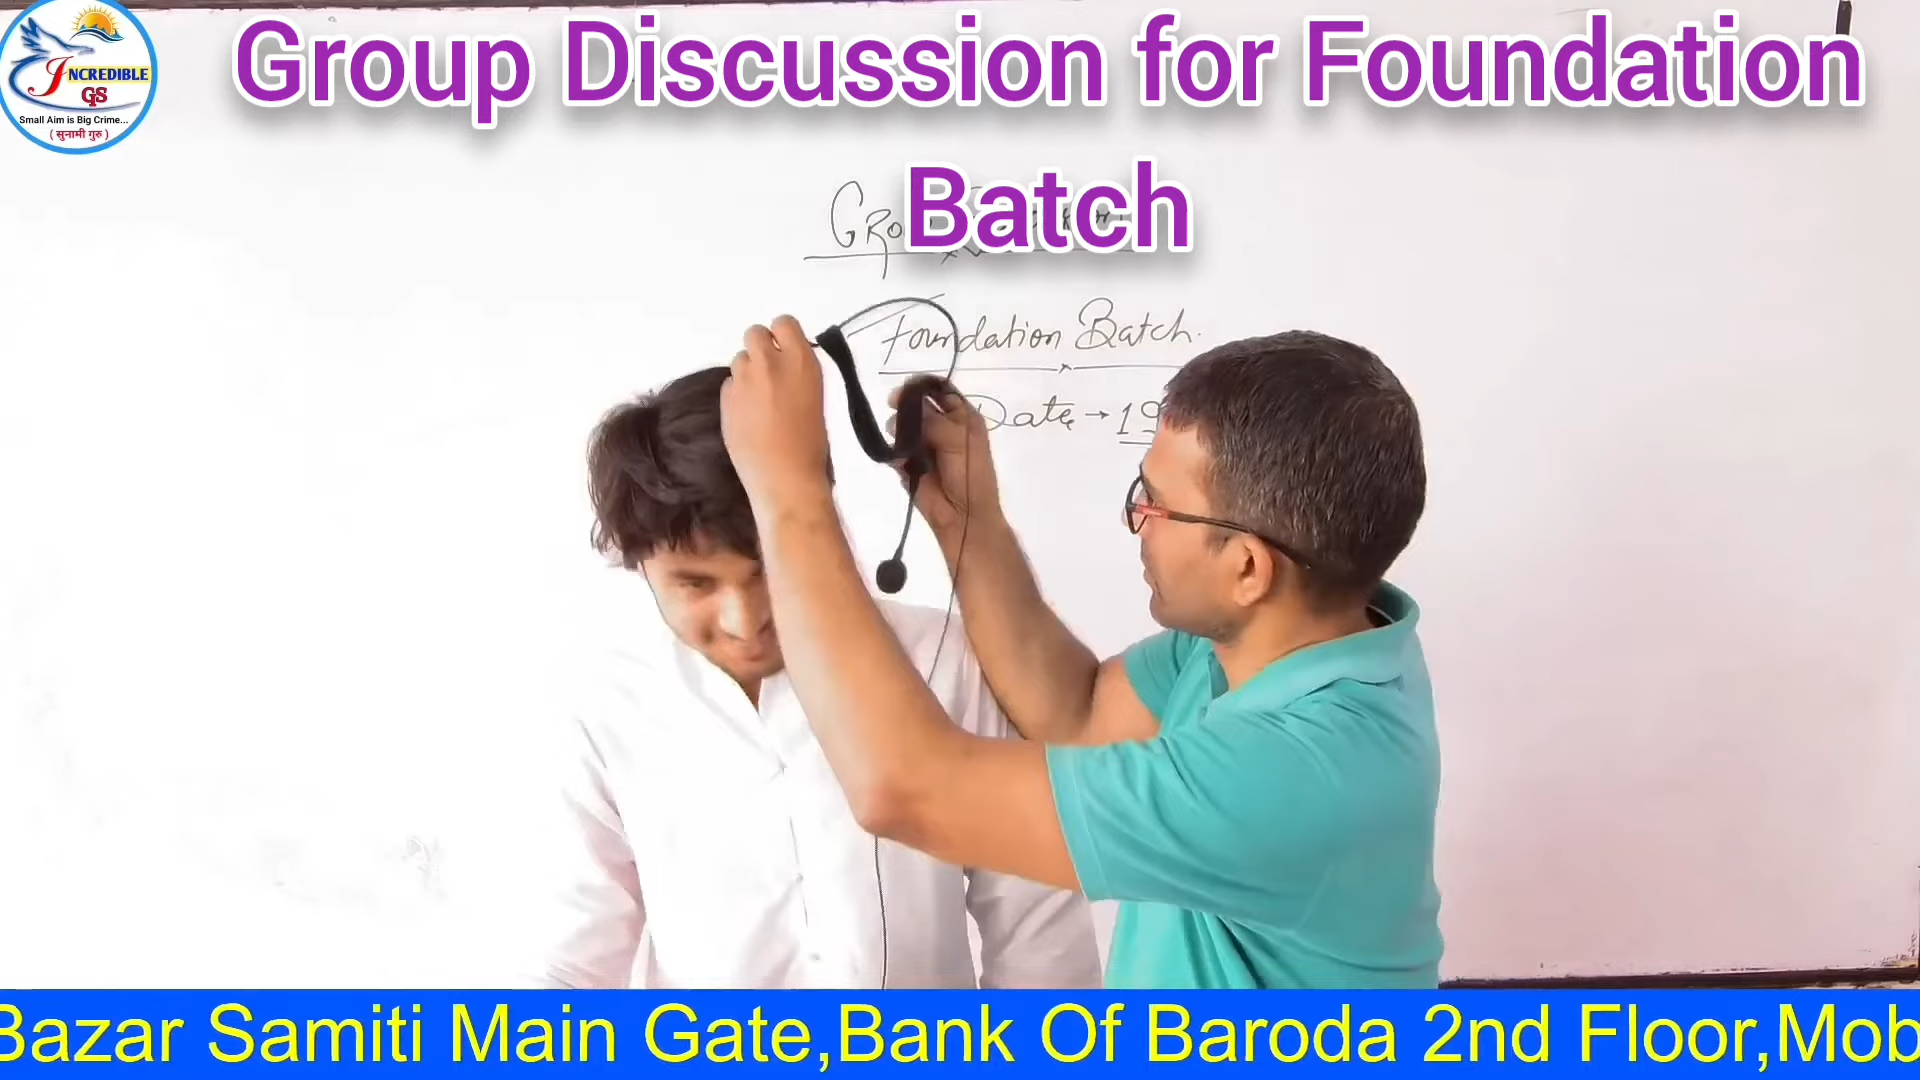 INCREDIBLE
GS
Small Aim is Big Crime...
( सुनामी गुरु )
Group Discussion for Foundation
Batch
Foundation Batch.
Date → 19
Bazar Samiti Main Gate,Bank Of Baroda 2nd Floor,Mob